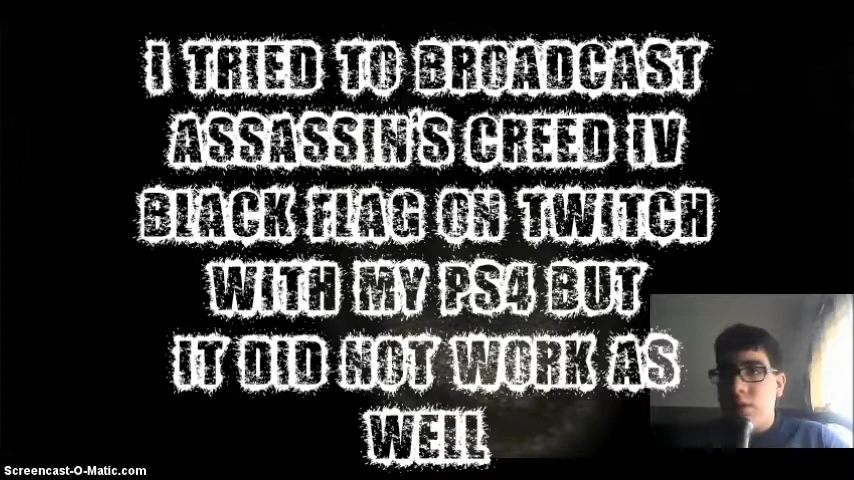 I TRIED TO BROADCAST
ASSASSIN'S CREED IV
BLACK FLAG ON TWITCH
WITH MY PS4 BUT
IT DID NOT WORK AS
WELL
Screencast-O-Matic.com